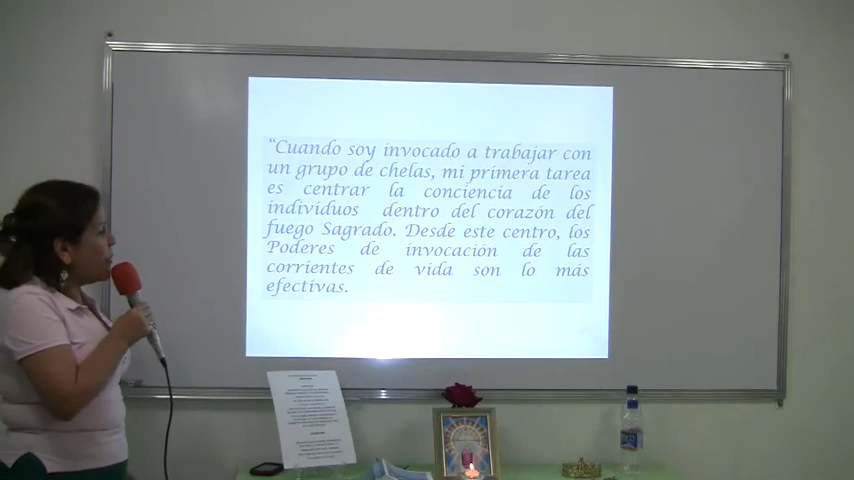 “Cuando soy invocado a trabajar con
un grupo de chelas, mi primera tarea
es centrar la conciencia de los
individuos dentro del corazón del
fuego Sagrado. Desde este centro, los
Poderes de invocación de las
corrientes de vida son lo más
efectivas.